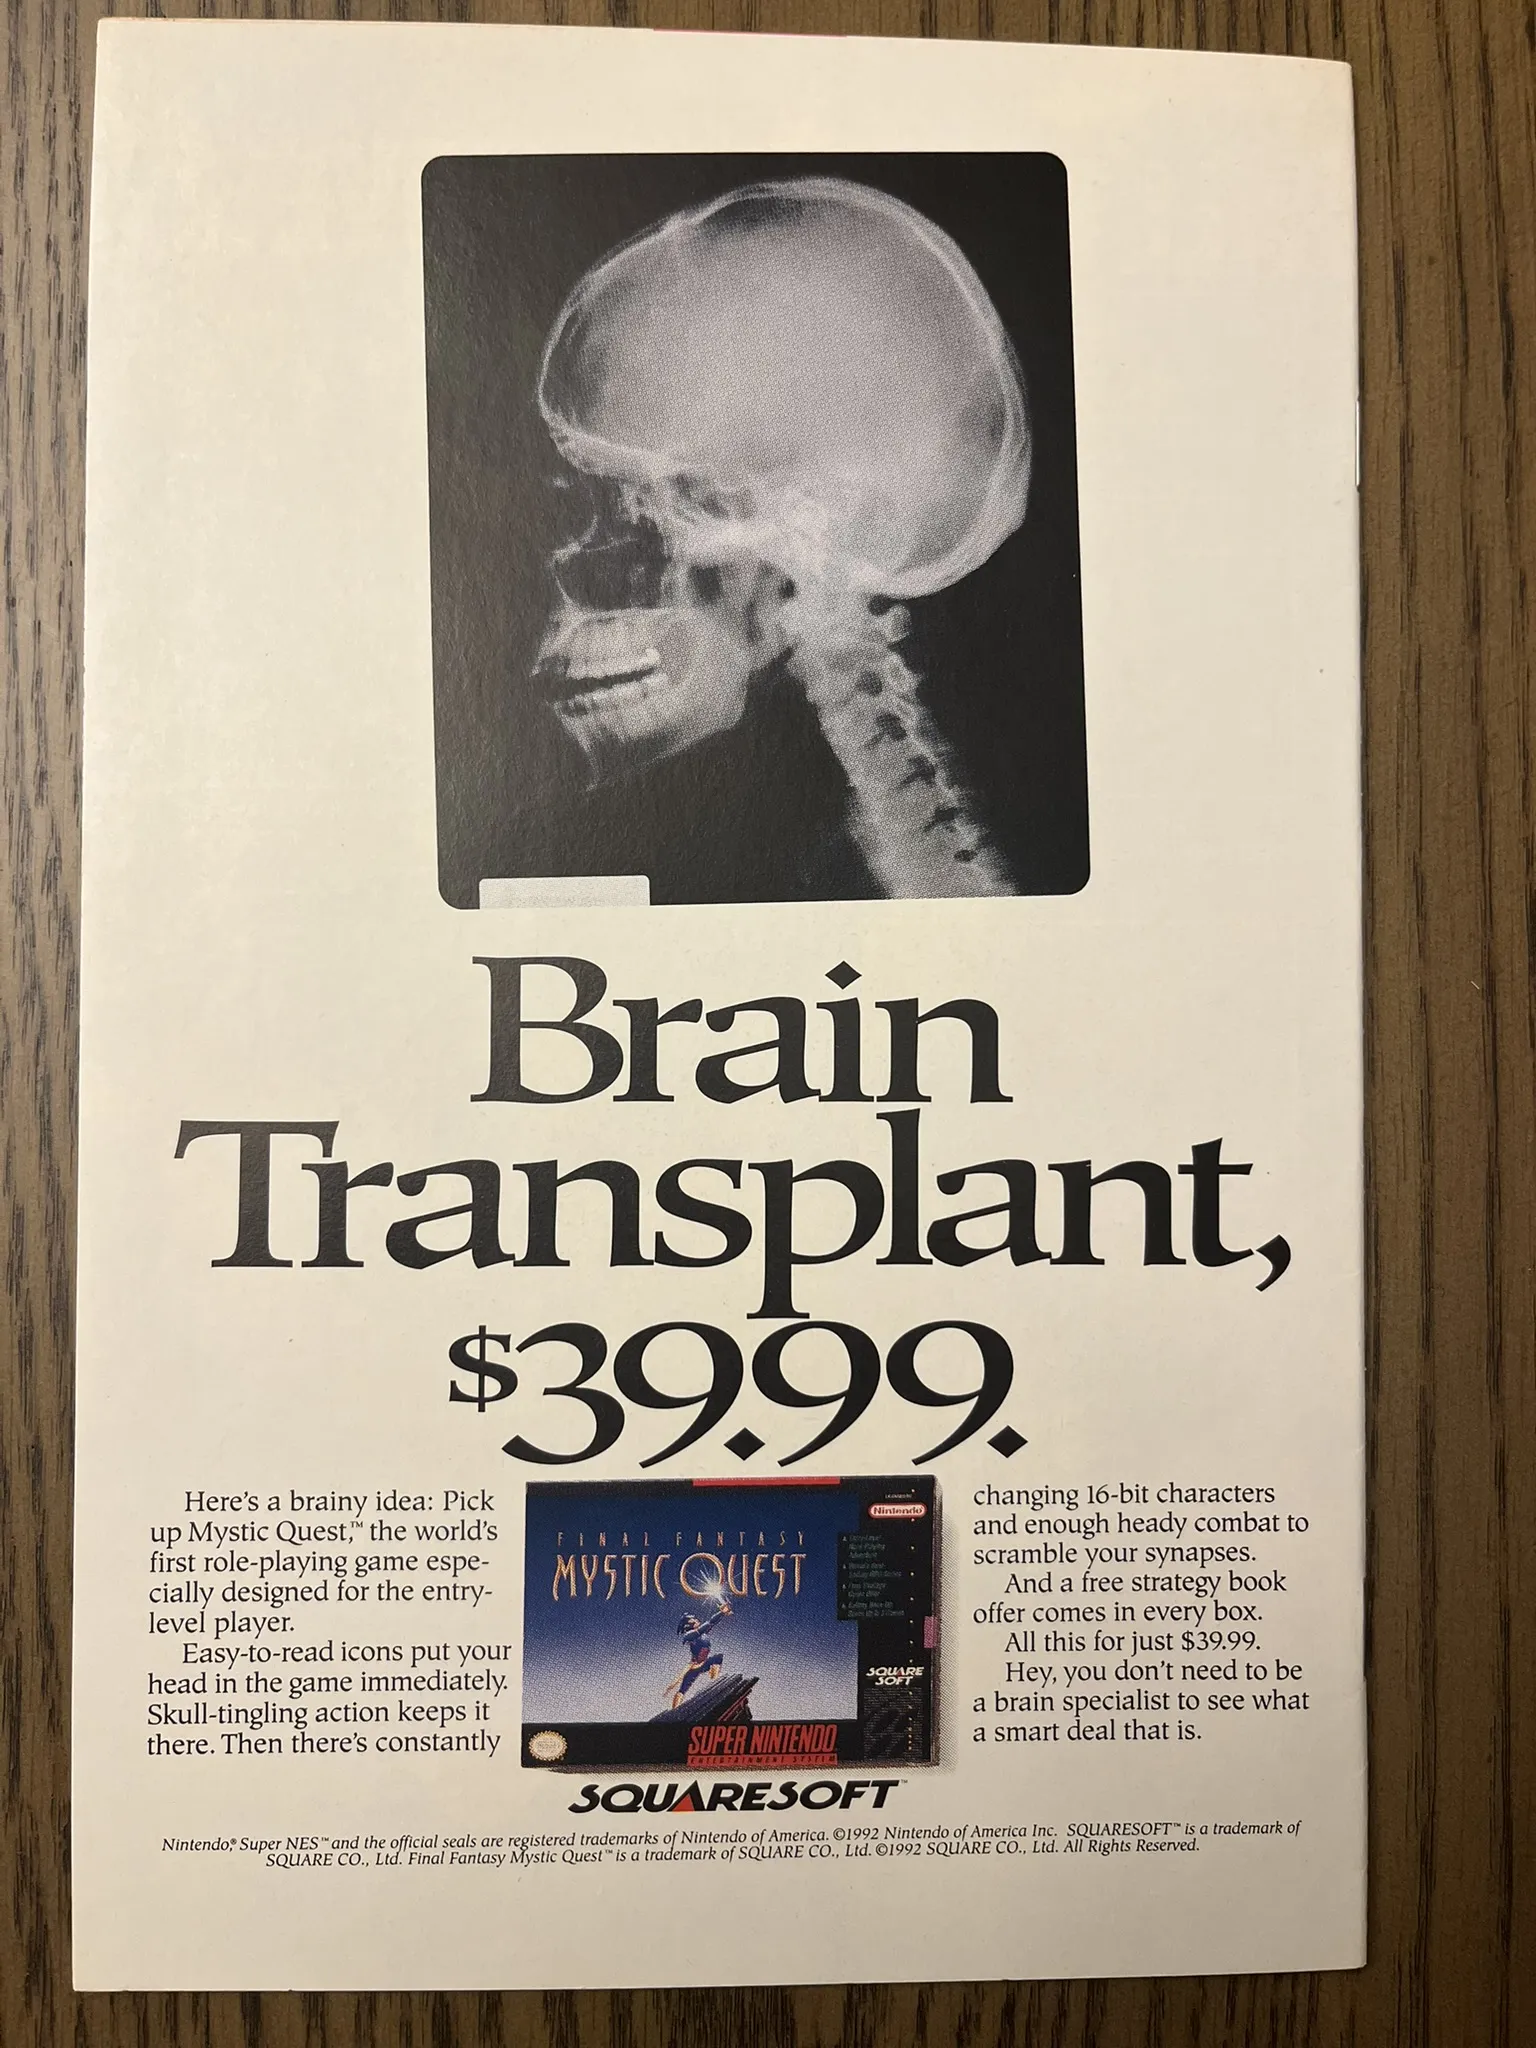 Brain
Transplant,
$39.99.
Here's a brainy idea: Pick
up Mystic Quest,™ the world's
first role-playing game espe-
cially designed for the entry-
level player.
Easy-to-read icons put your
head in the game immediately.
Skull-tingling action keeps it
there. Then there's constantly
FINAL FANTASY
MYSTIC QUEST
Nintendo
SQUARE
SOFT
SUPER NINTENDO
ENTERTAINMENT SYSTEM
changing 16-bit characters
and enough heady combat to
scramble your synapses.
And a free strategy book
offer comes in every box.
All this for just $39.99.
Hey, you don't need to be
a brain specialist to see what
a smart deal that is.
SQUARESOFT™
Nintendo,® Super NES™ and the official seals are registered trademarks of Nintendo of America. ©1992 Nintendo of America Inc. SQUARESOFT™ is a trademark of
SQUARE CO., Ltd. Final Fantasy Mystic Quest™ is a trademark of SQUARE CO., Ltd. ©1992 SQUARE CO., Ltd. All Rights Reserved.